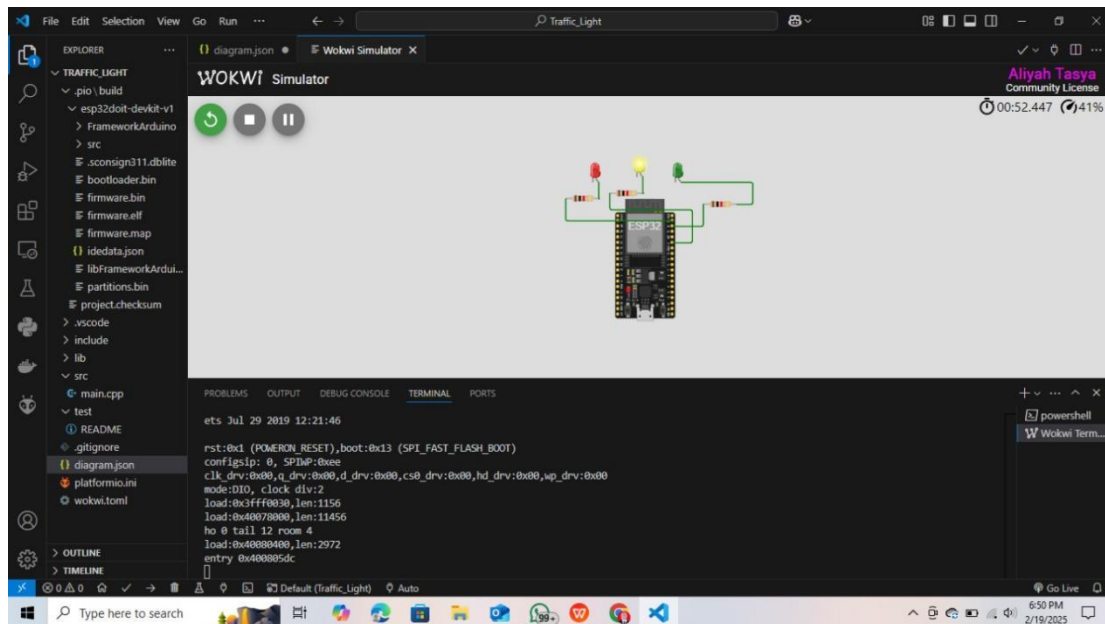 File Edit Selection View Go Run ··· Traffic_Light
EXPLORER ···
TRAFFIC_LIGHT
.pio \ build
esp32doit-devkit-v1
FrameworkArduino
src
.sconsign311.dblite
bootloader.bin
firmware.bin
firmware.elf
firmware.map
{} idedata.json
libFrameworkArdui...
partitions.bin
project.checksum
.vscode
include
lib
src
main.cpp
test
README
.gitignore
{} diagram.json
platformio.ini
wokwi.toml
OUTLINE
TIMELINE
{} diagram.json Wokwi Simulator
WOKWi Simulator
Aliyah Tasya
Community License
00:52.447 41%
ESP32
PROBLEMS OUTPUT DEBUG CONSOLE TERMINAL PORTS
ets Jul 29 2019 12:21:46
rst:0x1 (POWERON_RESET),boot:0x13 (SPI_FAST_FLASH_BOOT)
configsip: 0, SPIWP:0xee
clk_drv:0x00,q_drv:0x00,d_drv:0x00,cs0_drv:0x00,hd_drv:0x00,wp_drv:0x00
mode:DIO, clock div:2
load:0x3fff0030,len:1156
load:0x40078000,len:11456
ho 0 tail 12 room 4
load:0x40080400,len:2972
entry 0x400805dc
powershell
Wokwi Term...
0 0 Default (Traffic_Light) Auto Go Live
Type here to search 99+ 6:50 PM
2/19/2025